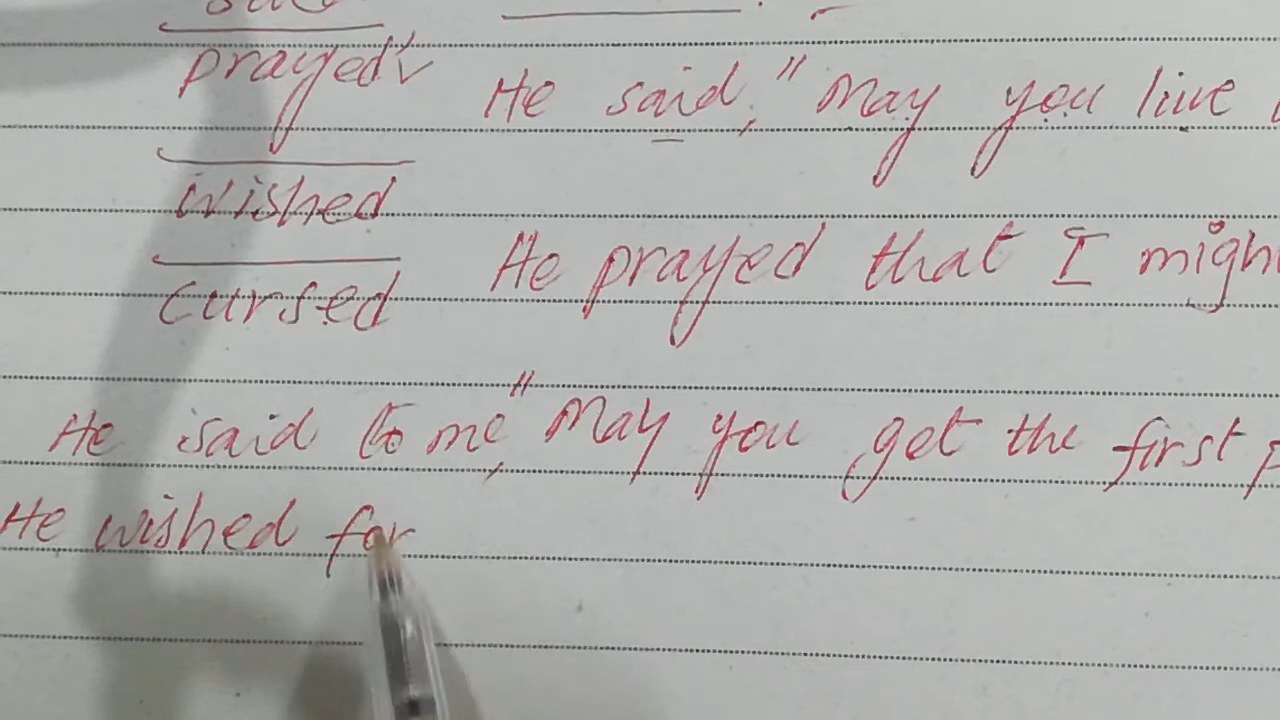 prayed
He said, "May you live
wished
He prayed that I migh
cursed
He said to me, "May you get the first
He wished for